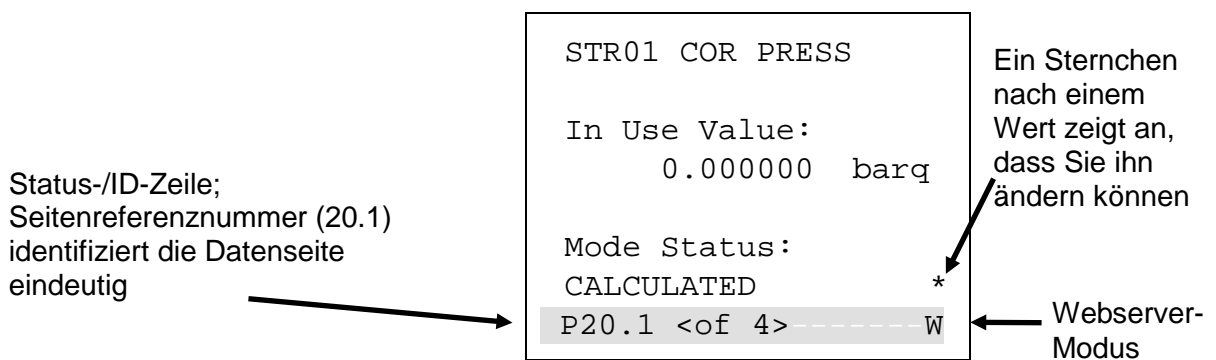 Status-/ID-Zeile;
Seitenreferenznummer (20.1)
identifiziert die Datenseite
eindeutig
STR01 COR PRESS
In Use Value:
0.000000 barq
Mode Status:
CALCULATED *
P20.1 <of 4>-------W
Ein Sternchen
nach einem
Wert zeigt an,
dass Sie ihn
ändern können
Webserver-
Modus